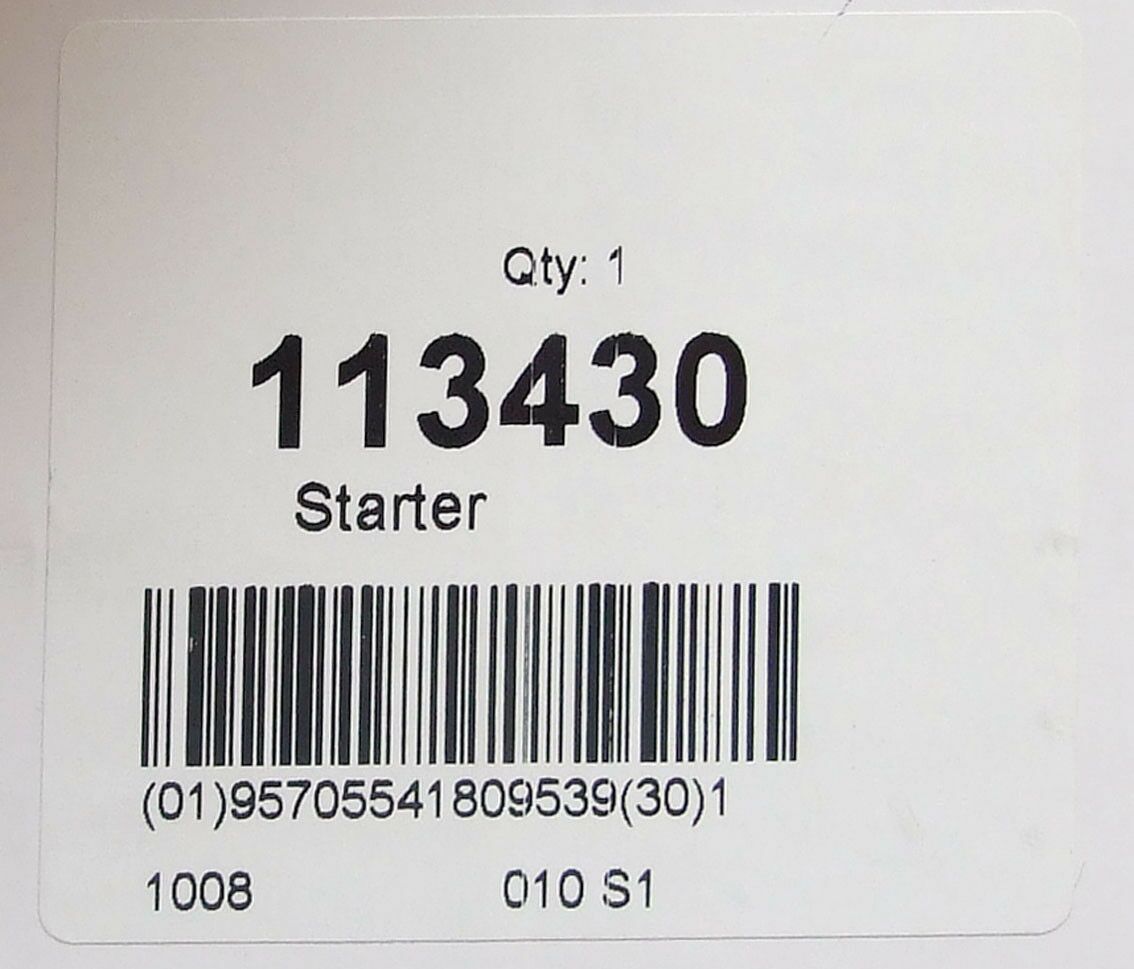 Qty: 1
113430
Starter
(01)95705541809539(30)1
1008 010 S1